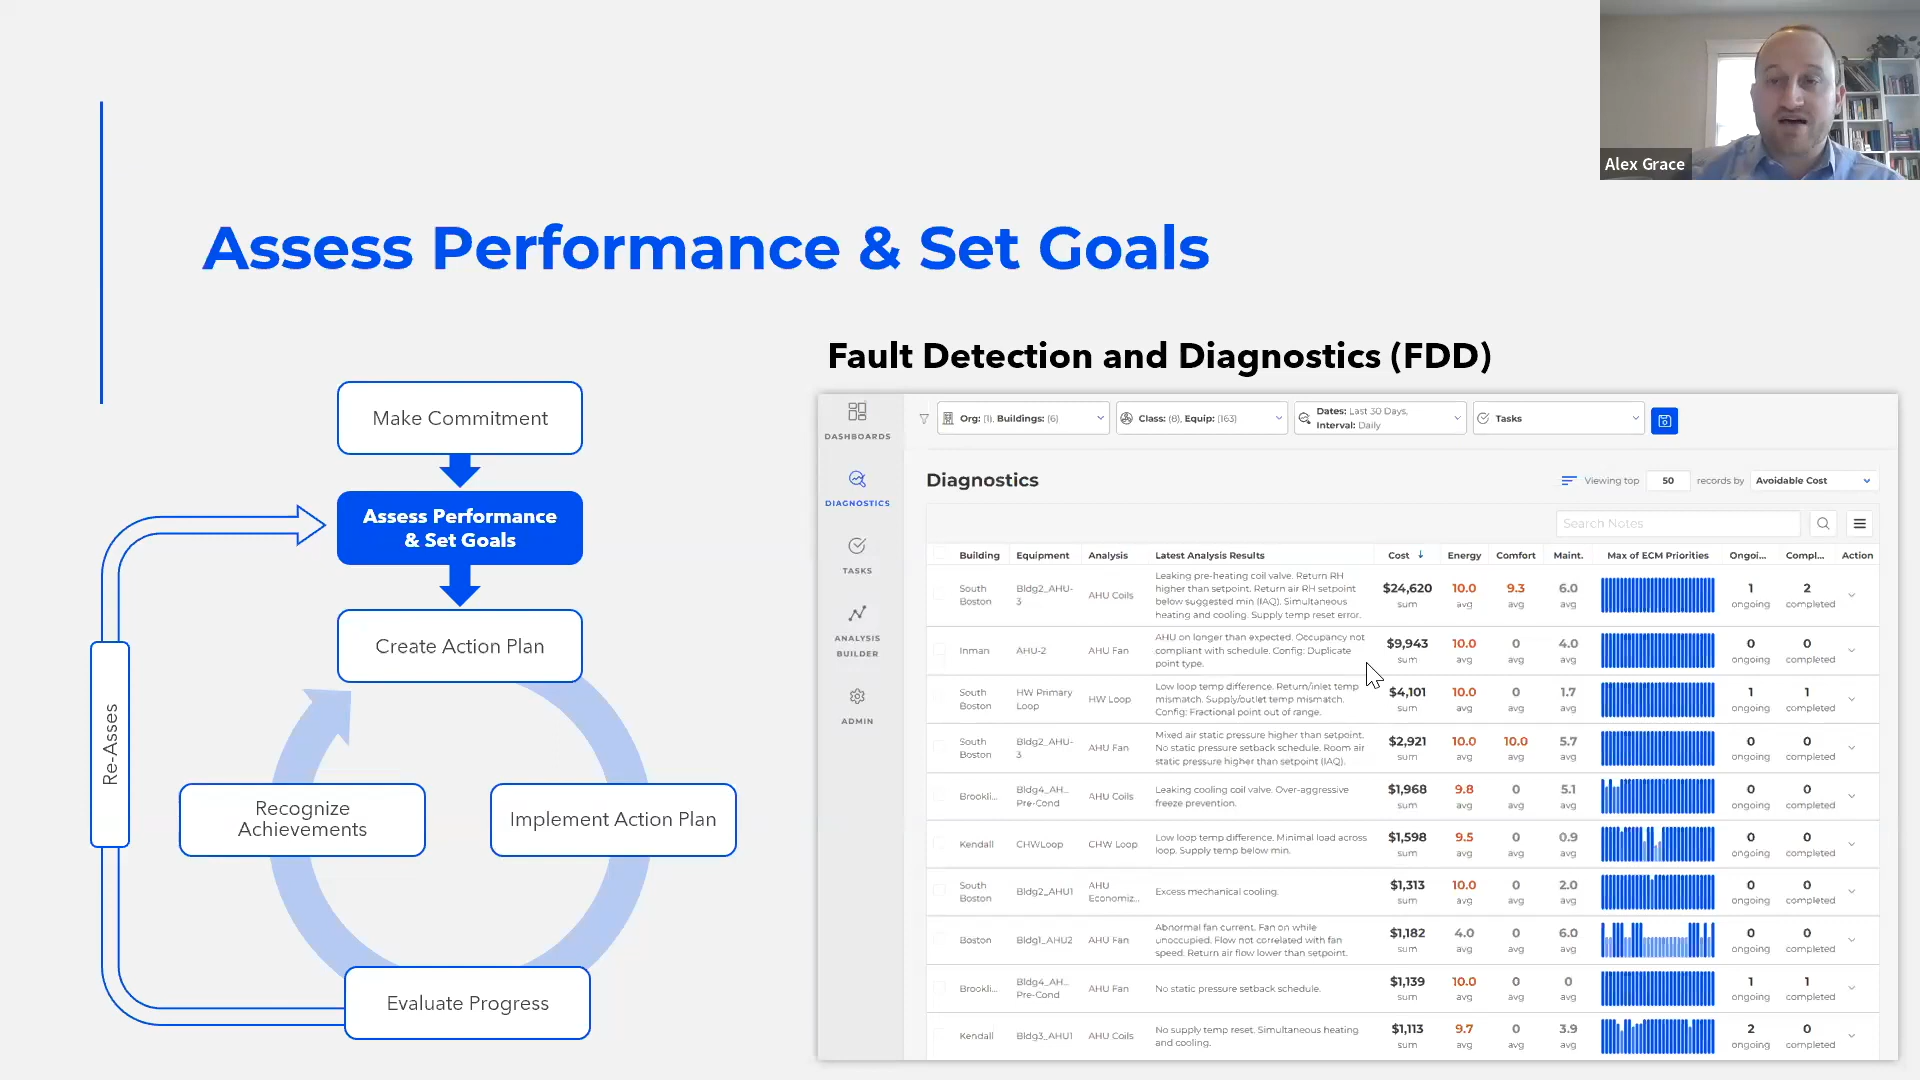 Alex Grace
Assess Performance & Set Goals
Make Commitment
Assess Performance
& Set Goals
Create Action Plan
Implement Action Plan
Evaluate Progress
Recognize
Achievements
Re-Asses
Fault Detection and Diagnostics (FDD)
DASHBOARDS
DIAGNOSTICS
TASKS
ANALYSIS
BUILDER
ADMIN
Org: (1), Buildings: (6)
Class: (8), Equip: (163)
Dates: Last 30 Days,
Interval: Daily
Tasks
Diagnostics
Viewing top 50 records by Avoidable Cost
Search Notes
Building Equipment Analysis Latest Analysis Results Cost Energy Comfort Maint. Max of ECM Priorities Ongoi... Compl... Action
South
Boston
Bldg2_AHU-
3
AHU Coils
Leaking pre-heating coil valve. Return RH
higher than setpoint. Return air RH setpoint
below suggested min (IAQ). Simultaneous
heating and cooling. Supply temp reset error.
$24,620 10.0 9.3 6.0 1 2
sum avg avg avg ongoing completed
Inman
AHU-2
AHU Fan
AHU on longer than expected. Occupancy not
compliant with schedule. Config: Duplicate
point type.
$9,943 10.0 0 4.0 0 0
sum avg avg avg ongoing completed
South
Boston
HW Primary
Loop
HW Loop
Low loop temp difference. Return/inlet temp
mismatch. Supply/outlet temp mismatch.
Config: Fractional point out of range.
$4,101 10.0 0 1.7 1 1
sum avg avg avg ongoing completed
South
Boston
Bldg2_AHU-
3
AHU Fan
Mixed air static pressure higher than setpoint.
No static pressure setback schedule. Room air
static pressure higher than setpoint (IAQ).
$2,921 10.0 10.0 5.7 0 0
sum avg avg avg ongoing completed
Brookli...
Bldg4_AH...
Pre-Cond
AHU Coils
Leaking cooling coil valve. Over-aggressive
freeze prevention.
$1,968 9.8 0 5.1 0 0
sum avg avg avg ongoing completed
Kendall
CHWLoop
CHW Loop
Low loop temp difference. Minimal load across
loop. Supply temp below min.
$1,598 9.5 0 0.9 0 0
sum avg avg avg ongoing completed
South
Boston
Bldg2_AHU1
AHU
Economiz...
Excess mechanical cooling.
$1,313 10.0 0 2.0 0 0
sum avg avg avg ongoing completed
Boston
Bldg1_AHU2
AHU Fan
Abnormal fan current. Fan on while
unoccupied. Flow not correlated with fan
speed. Return air flow lower than setpoint.
$1,182 4.0 0 6.0 0 0
sum avg avg avg ongoing completed
Brookli...
Bldg4_AH...
Pre-Cond
AHU Fan
No static pressure setback schedule.
$1,139 10.0 0 0 1 1
sum avg avg avg ongoing completed
Kendall
Bldg3_AHU1
AHU Coils
No supply temp reset. Simultaneous heating
and cooling.
$1,113 9.7 0 3.9 2 0
sum avg avg avg ongoing completed